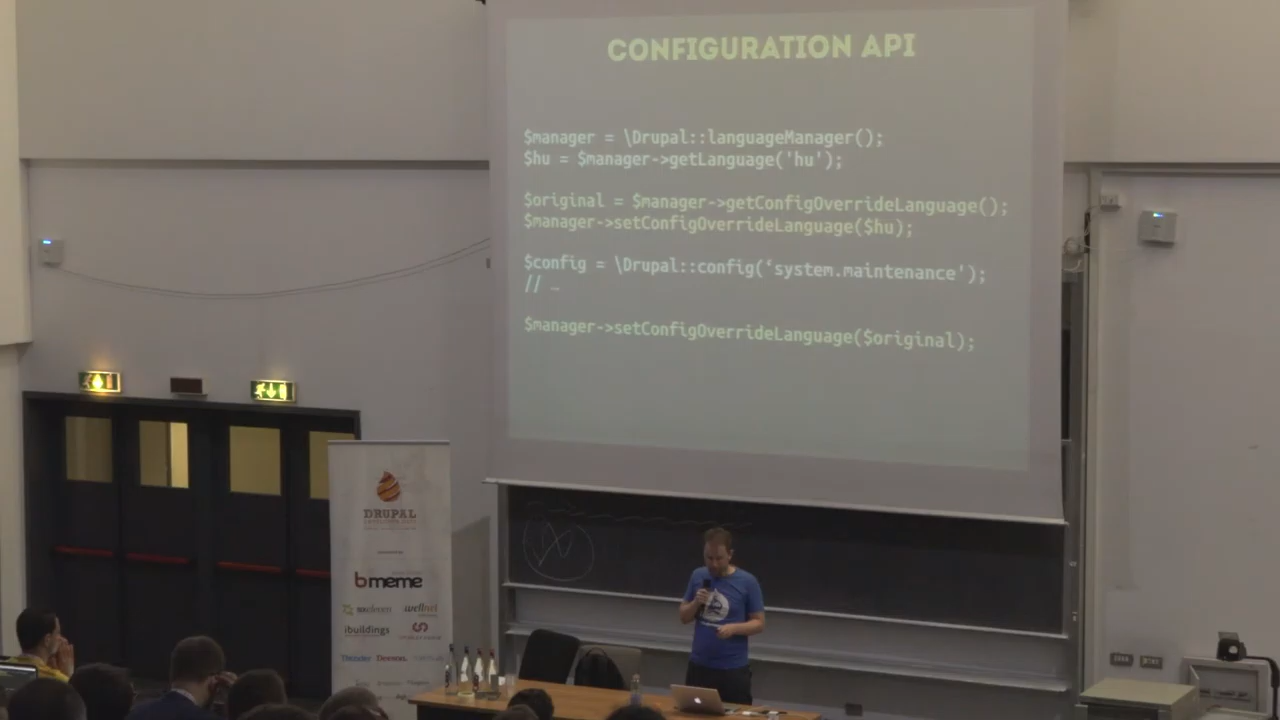 CONFIGURATION API
$manager = \Drupal::languageManager();
$hu = $manager->getLanguage('hu');
$original = $manager->getConfigOverrideLanguage();
$manager->setConfigOverrideLanguage($hu);
$config = \Drupal::config(‘system.maintenance');
// …
$manager->setConfigOverrideLanguage($original);
DRUPAL
bmeme
wellnet
ibuildings